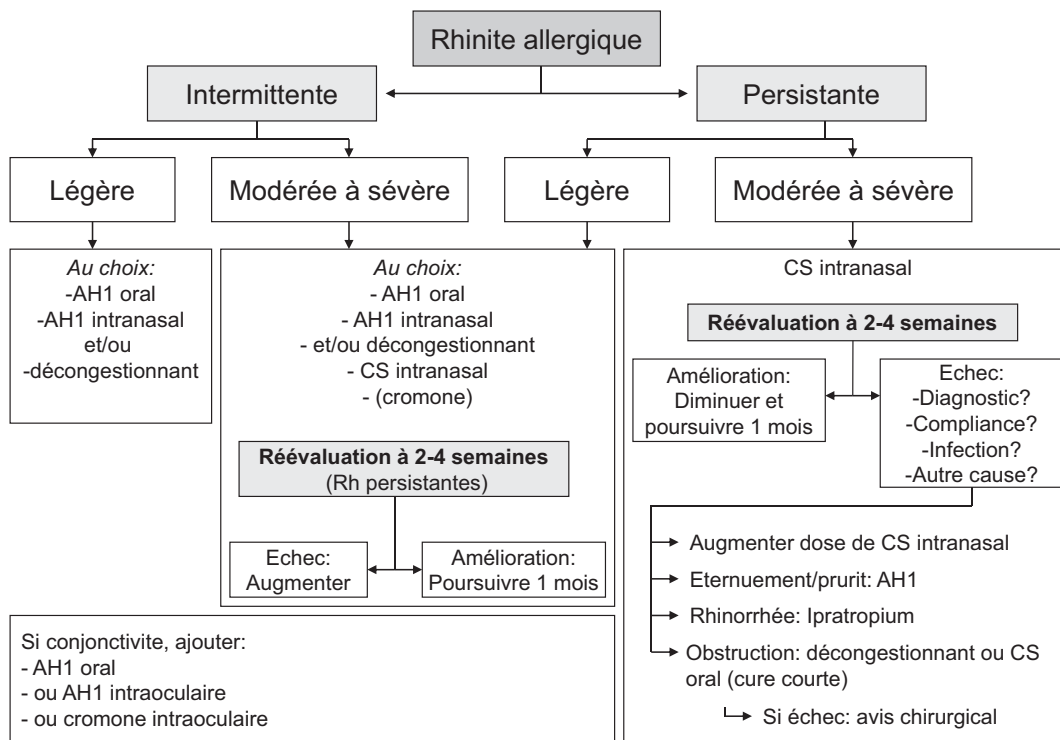 Rhinite allergique
Intermittente
Persistante
Légère
Modérée à sévère
Légère
Modérée à sévère
Au choix:
-AH1 oral
-AH1 intranasal
et/ou
-décongestionnant
Au choix:
- AH1 oral
- AH1 intranasal
- et/ou décongestionnant
- CS intranasal
- (cromone)
Réévaluation à 2-4 semaines
(Rh persistantes)
Echec:
Augmenter
Amélioration:
Poursuivre 1 mois
CS intranasal
Réévaluation à 2-4 semaines
Amélioration:
Diminuer et
poursuivre 1 mois
Echec:
-Diagnostic?
-Compliance?
-Infection?
-Autre cause?
Augmenter dose de CS intranasal
Eternuement/prurit: AH1
Rhinorrhée: Ipratropium
Obstruction: décongestionnant ou CS
oral (cure courte)
Si échec: avis chirurgical
Si conjonctivite, ajouter:
- AH1 oral
- ou AH1 intraoculaire
- ou cromone intraoculaire